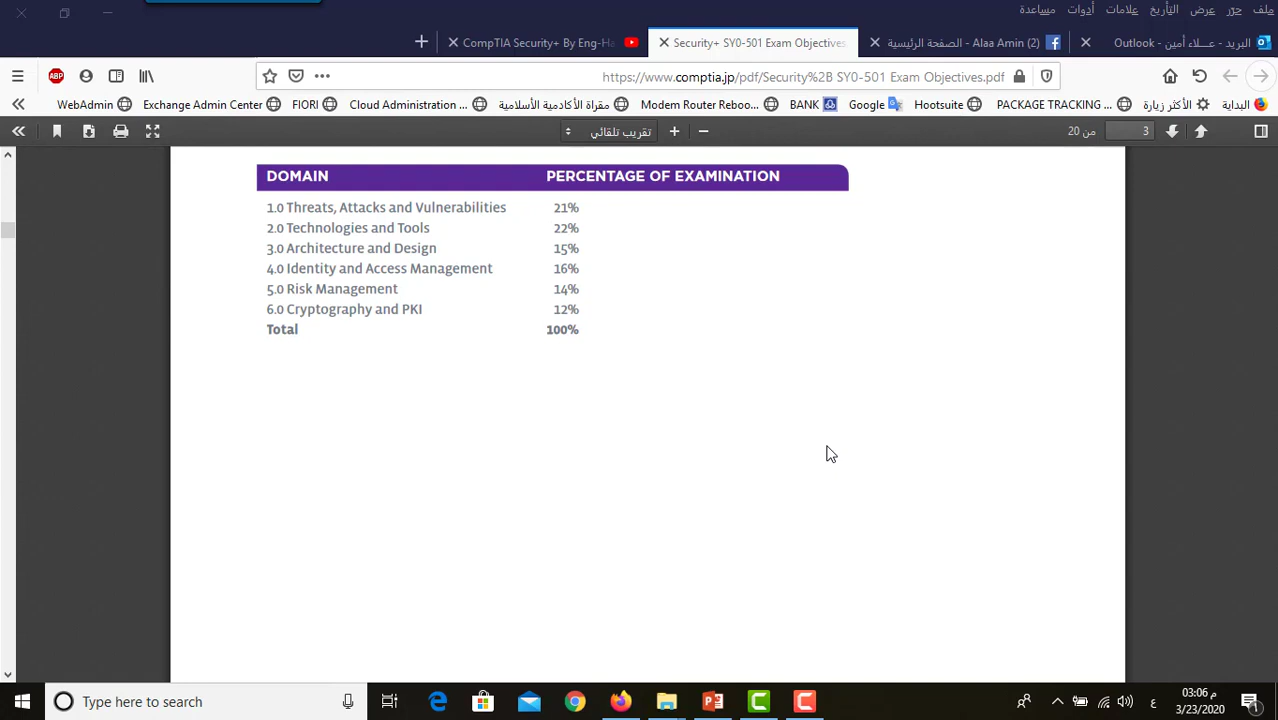 ملف حرّر عرض التأريخ علامات أدوات مساعدة
البريد - عـــلاء أمين - Outlook
(2) Alaa Amin - الصفحة الرئيسية
Security+ SY0-501 Exam Objectives.
CompTIA Security+ By Eng-Ha
https://www.comptia.jp/pdf/Security%2B SY0-501 Exam Objectives.pdf
ABP
البداية
الأكثر زيارة
PACKAGE TRACKING ...
Hootsuite
Google
BANK
Modem Router Reboo...
مقراة الأكاديمية الأسلامية
Cloud Administration ...
FIORI
Exchange Admin Center
WebAdmin
3 من 20
تقريب تلقائي
DOMAIN PERCENTAGE OF EXAMINATION
1.0 Threats, Attacks and Vulnerabilities 21%
2.0 Technologies and Tools 22%
3.0 Architecture and Design 15%
4.0 Identity and Access Management 16%
5.0 Risk Management 14%
6.0 Cryptography and PKI 12%
Total 100%
Type here to search
ع
03:06 م
3/23/2020
1